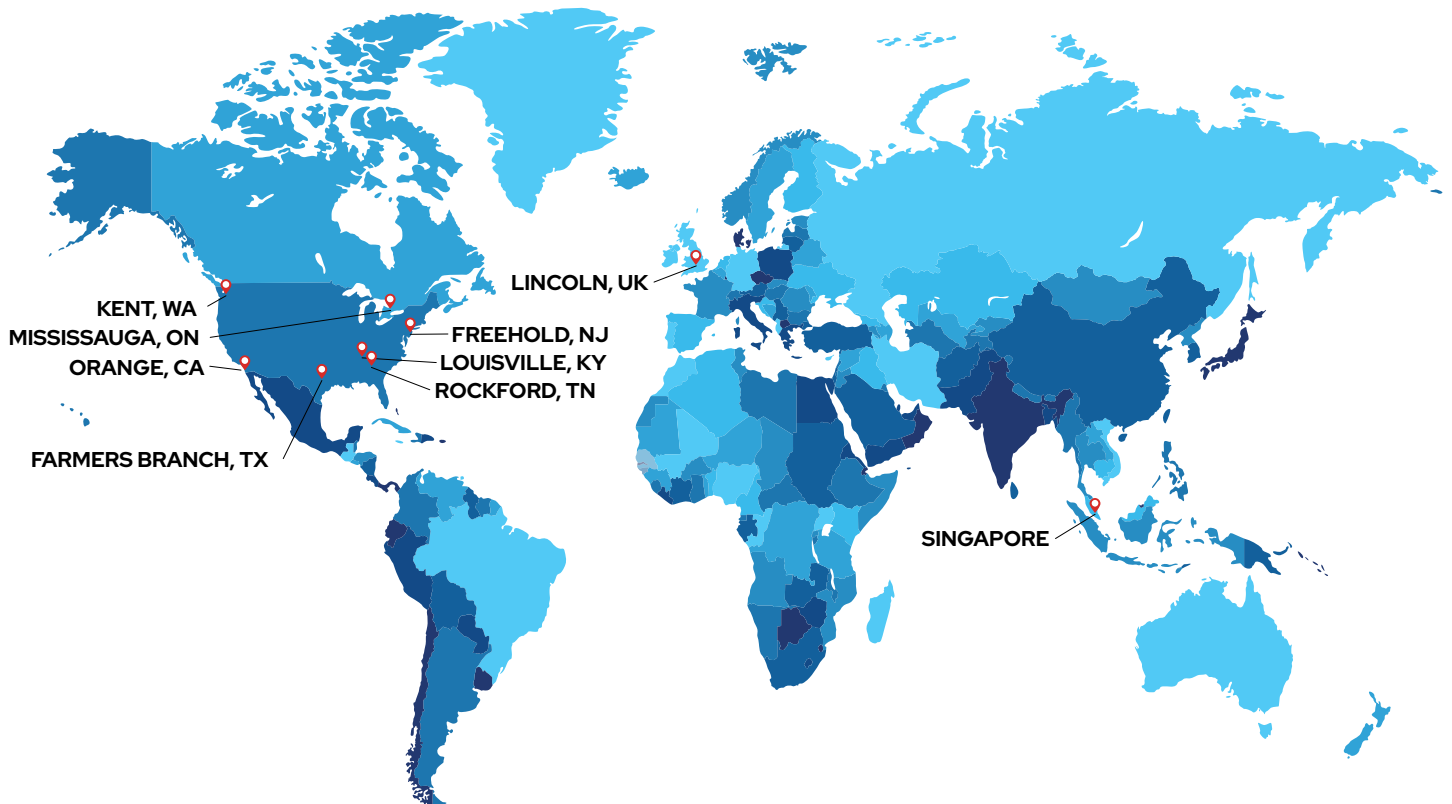 LINCOLN, UK
KENT, WA
MISSISSAUGA, ON
FREEHOLD, NJ
LOUISVILLE, KY
ORANGE, CA
ROCKFORD, TN
FARMERS BRANCH, TX
SINGAPORE